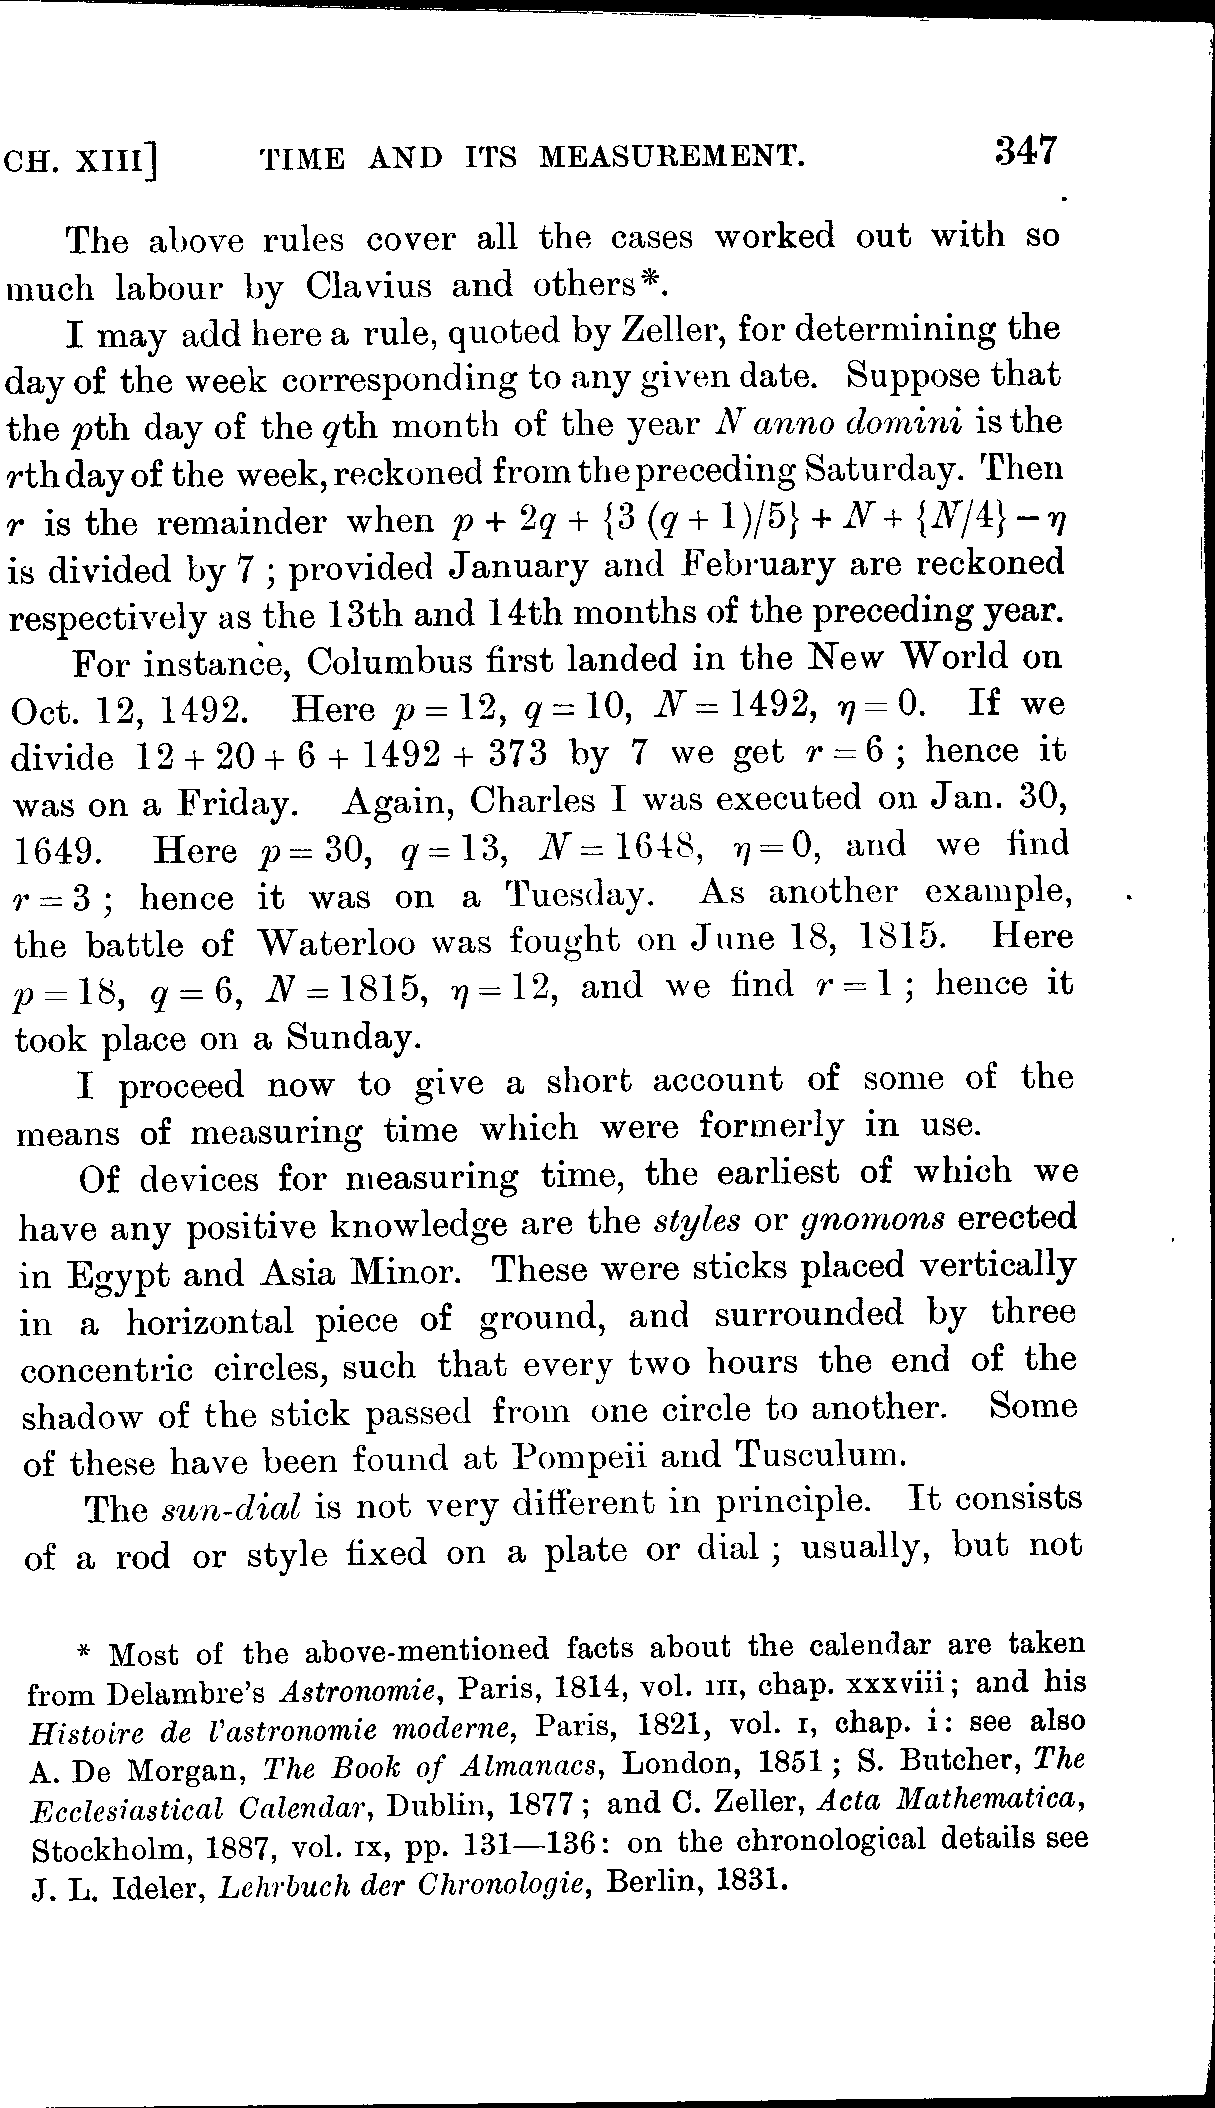 CH. XIII] TIME AND ITS MEASUREMENT. 347
The above rules cover all the cases worked out with so
much labour by Clavius and others*.
I may add here a rule, quoted by Zeller, for determining the
day of the week corresponding to any given date. Suppose that
the pth day of the qth month of the year N anno domini is the
rth day of the week, reckoned from the preceding Saturday. Then
r is the remainder when p + 2q + {3 (q + 1)/5} + N + {N/4} − η
is divided by 7 ; provided January and February are reckoned
respectively as the 13th and 14th months of the preceding year.
For instance, Columbus first landed in the New World on
Oct. 12, 1492. Here p = 12, q = 10, N = 1492, η = 0. If we
divide 12 + 20 + 6 + 1492 + 373 by 7 we get r = 6 ; hence it
was on a Friday. Again, Charles I was executed on Jan. 30,
1649. Here p = 30, q = 13, N = 1648, η = 0, and we find
r = 3 ; hence it was on a Tuesday. As another example,
the battle of Waterloo was fought on June 18, 1815. Here
p = 18, q = 6, N = 1815, η = 12, and we find r = 1 ; hence it
took place on a Sunday.
I proceed now to give a short account of some of the
means of measuring time which were formerly in use.
Of devices for measuring time, the earliest of which we
have any positive knowledge are the styles or gnomons erected
in Egypt and Asia Minor. These were sticks placed vertically
in a horizontal piece of ground, and surrounded by three
concentric circles, such that every two hours the end of the
shadow of the stick passed from one circle to another. Some
of these have been found at Pompeii and Tusculum.
The sun-dial is not very different in principle. It consists
of a rod or style fixed on a plate or dial ; usually, but not
* Most of the above-mentioned facts about the calendar are taken
from Delambre's Astronomie, Paris, 1814, vol. III, chap. xxxviii; and his
Histoire de l'astronomie moderne, Paris, 1821, vol. I, chap. i: see also
A. De Morgan, The Book of Almanacs, London, 1851 ; S. Butcher, The
Ecclesiastical Calendar, Dublin, 1877 ; and C. Zeller, Acta Mathematica,
Stockholm, 1887, vol. IX, pp. 131—136: on the chronological details see
J. L. Ideler, Lehrbuch der Chronologie, Berlin, 1831.